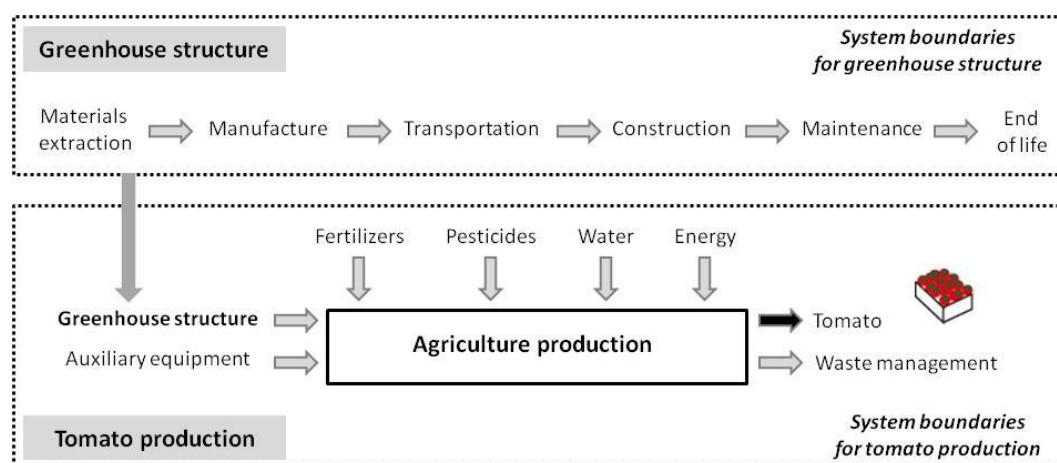 Greenhouse structure
System boundaries
for greenhouse structure
Materials
extraction
Manufacture
Transportation
Construction
Maintenance
End
of life
Fertilizers
Pesticides
Water
Energy
Greenhouse structure
Auxiliary equipment
Agriculture production
Tomato
Waste management
Tomato production
System boundaries
for tomato production